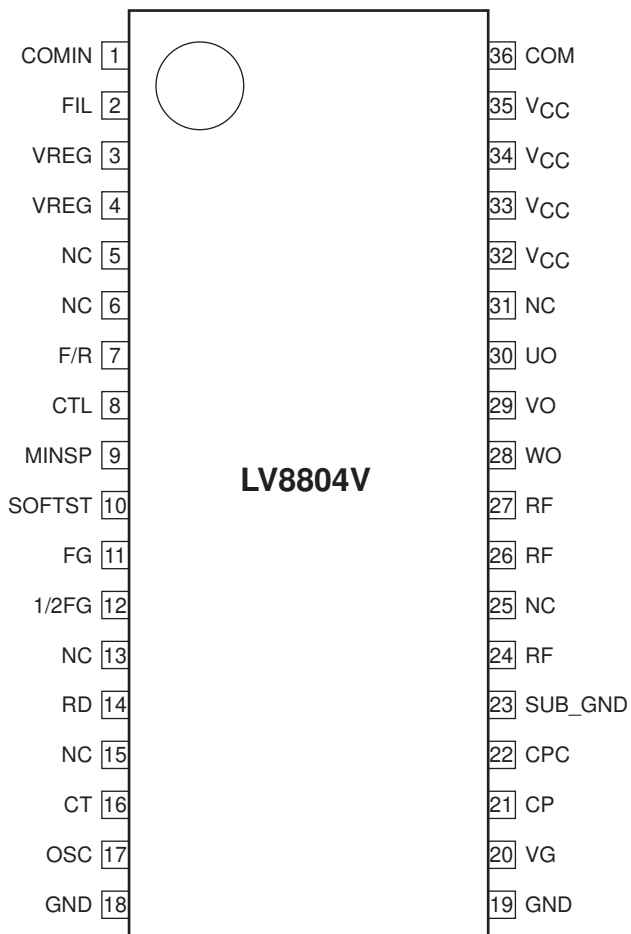 COMIN 1 36 COM
FIL 2 35 VCC
VREG 3 34 VCC
VREG 4 33 VCC
NC 5 32 VCC
NC 6 31 NC
F/R 7 30 UO
CTL 8 29 VO
MINSP 9 28 WO
LV8804V
SOFTST 10 27 RF
FG 11 26 RF
1/2FG 12 25 NC
NC 13 24 RF
RD 14 23 SUB_GND
NC 15 22 CPC
CT 16 21 CP
OSC 17 20 VG
GND 18 19 GND